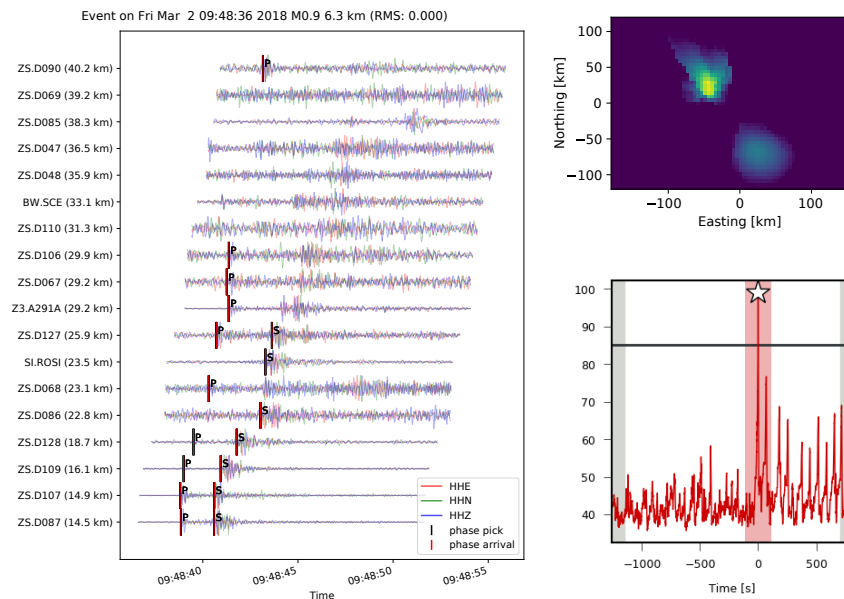 Event on Fri Mar  2 09:48:36 2018 M0.9 6.3 km (RMS: 0.000)
ZS.D090 (40.2 km)
ZS.D069 (39.2 km)
ZS.D085 (38.3 km)
ZS.D047 (36.5 km)
ZS.D048 (35.9 km)
BW.SCE (33.1 km)
ZS.D110 (31.3 km)
ZS.D106 (29.9 km)
ZS.D067 (29.2 km)
Z3.A291A (29.2 km)
ZS.D127 (25.9 km)
SI.ROSI (23.5 km)
ZS.D068 (23.1 km)
ZS.D086 (22.8 km)
ZS.D128 (18.7 km)
ZS.D109 (16.1 km)
ZS.D107 (14.9 km)
ZS.D087 (14.5 km)
P
P
P
P
P S
S
P
S
P S
P S
P S
P S
HHE
HHN
HHZ
phase pick
phase arrival
09:48:40 09:48:45 09:48:50 09:48:55
Time
Northing [km]
100
50
0
−50
−100
−100 0 100
Easting [km]
100
90
80
70
60
50
40
−1000 −500 0 500
Time [s]